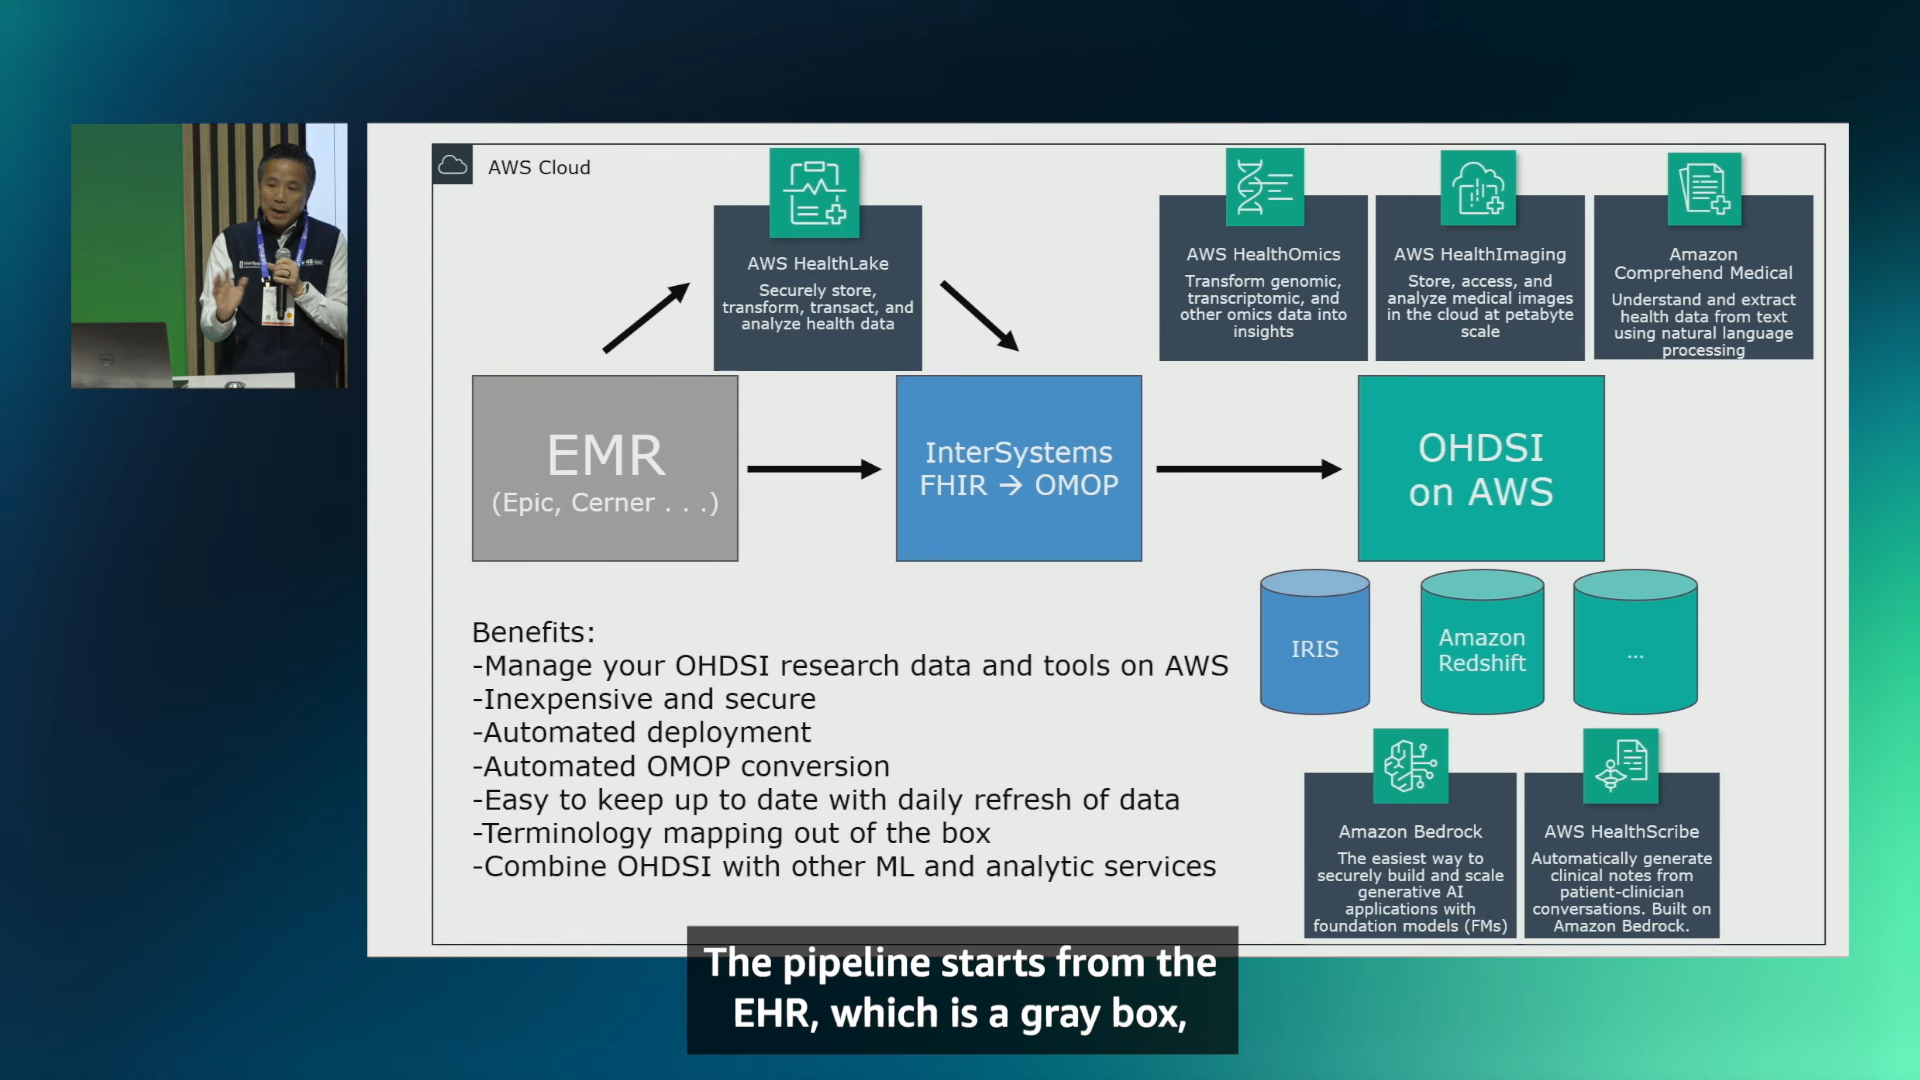 AWS Cloud
AWS HealthLake
Securely store,
transform, transact, and
analyze health data
AWS HealthOmics
Transform genomic,
transcriptomic, and
other omics data into
insights
AWS HealthImaging
Store, access, and
analyze medical images
in the cloud at petabyte
scale
Amazon
Comprehend Medical
Understand and extract
health data from text
using natural language
processing
EMR
(Epic, Cerner . . .)
InterSystems
FHIR → OMOP
OHDSI
on AWS
IRIS
Amazon
Redshift
...
Benefits:
-Manage your OHDSI research data and tools on AWS
-Inexpensive and secure
-Automated deployment
-Automated OMOP conversion
-Easy to keep up to date with daily refresh of data
-Terminology mapping out of the box
-Combine OHDSI with other ML and analytic services
Amazon Bedrock
The easiest way to
securely build and scale
generative AI
applications with
foundation models (FMs)
AWS HealthScribe
Automatically generate
clinical notes from
patient-clinician
conversations. Built on
Amazon Bedrock.
The pipeline starts from the
EHR, which is a gray box,